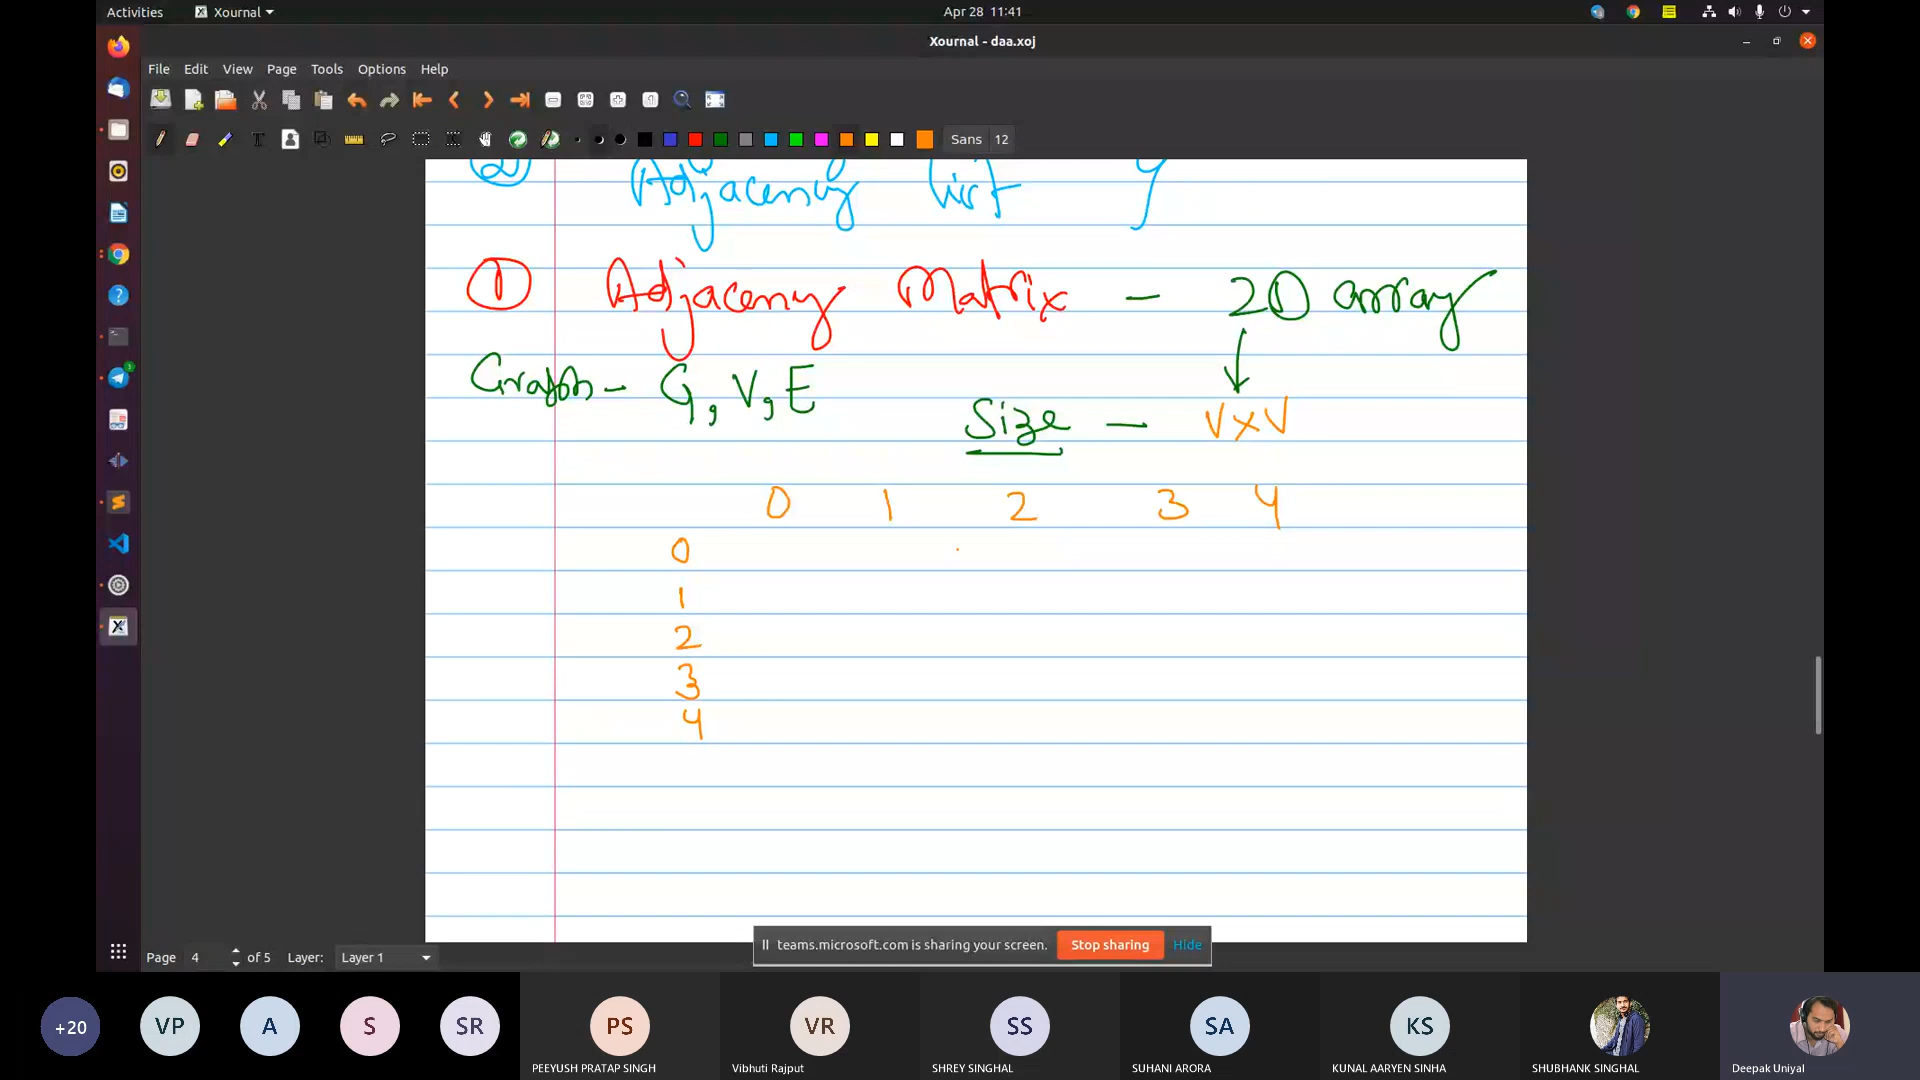 Activities Xournal Apr 28 11:41
Xournal - daa.xoj
File Edit View Page Tools Options Help
Sans 12
2 Adjacency list 4
1 Adjacency Matrix - 2D array
Graph - G, V, E
Size - V×V
0 1 2 3 4
0
1
2
3
4
teams.microsoft.com is sharing your screen. Stop sharing Hide
Page 4 of 5 Layer: Layer 1
+20 VP A S SR PS VR SS SA KS
PEEYUSH PRATAP SINGH Vibhuti Rajput SHREY SINGHAL SUHANI ARORA KUNAL AARYEN SINHA SHUBHANK SINGHAL Deepak Uniyal